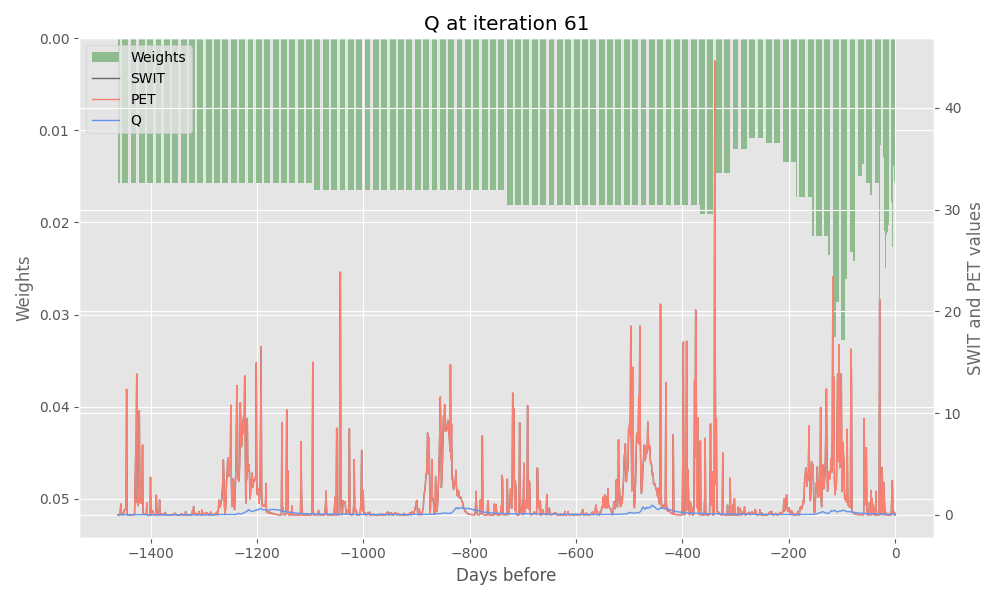 Q at iteration 61
Weights
SWIT
PET
Q
0.00
0.01
0.02
0.03
0.04
0.05
Weights
40
30
20
10
0
SWIT and PET values
−1400
−1200
−1000
−800
−600
−400
−200
0
Days before